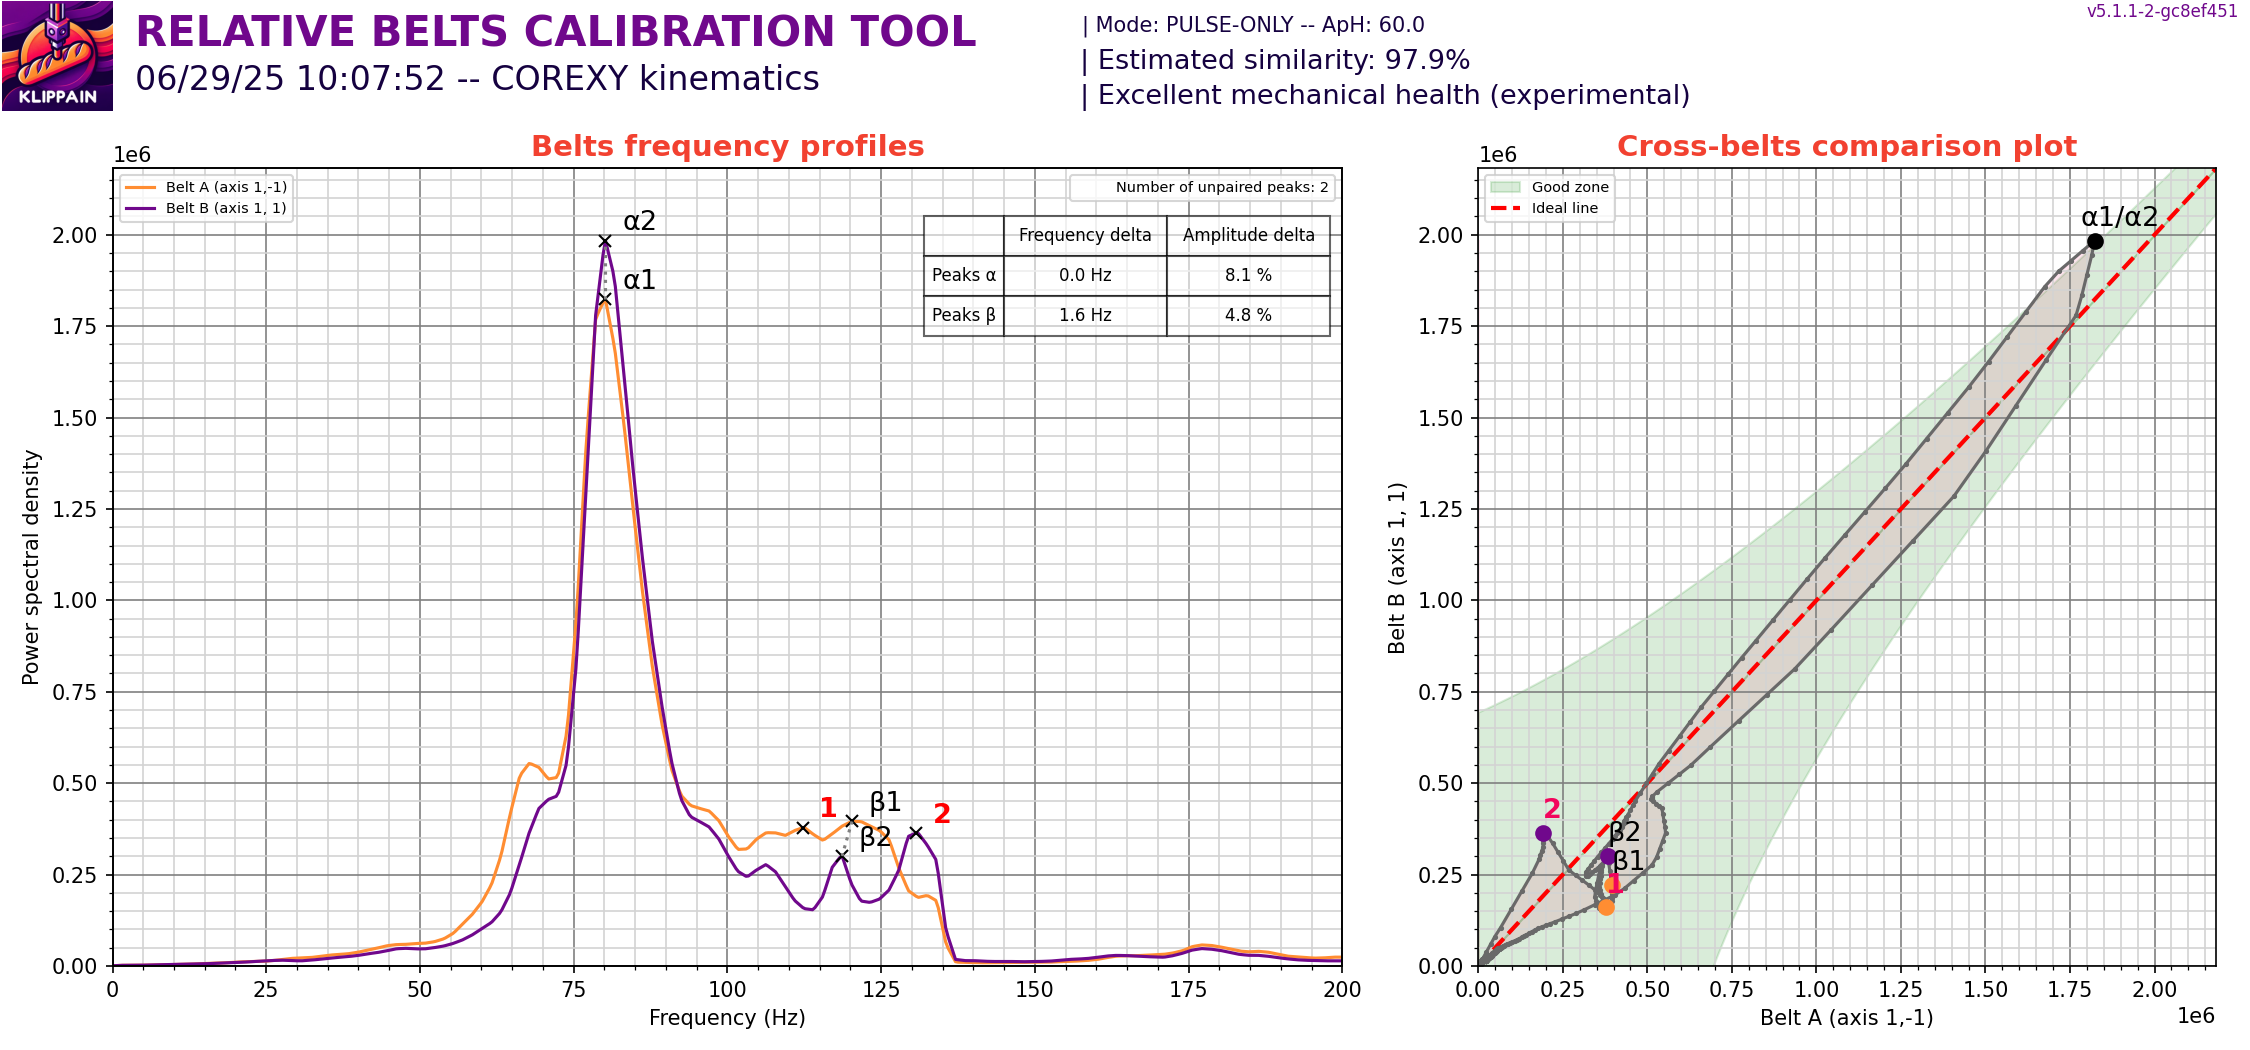 KLIPPAIN
RELATIVE BELTS CALIBRATION TOOL
06/29/25 10:07:52 -- COREXY kinematics
| Mode: PULSE-ONLY -- ApH: 60.0
| Estimated similarity: 97.9%
| Excellent mechanical health (experimental)
v5.1.1-2-gc8ef451
Belts frequency profiles
1e6
Belt A (axis 1,-1)
Belt B (axis 1, 1)
Number of unpaired peaks: 2
Frequency delta Amplitude delta
Peaks α 0.0 Hz 8.1 %
Peaks β 1.6 Hz 4.8 %
α2
α1
1
β1
β2
2
2.00
1.75
1.50
1.25
1.00
0.75
0.50
0.25
0.00
Power spectral density
0 25 50 75 100 125 150 175 200
Frequency (Hz)
Cross-belts comparison plot
1e6
Good zone
Ideal line
α1/α2
2
β2
β1
1
2.00
1.75
1.50
1.25
1.00
0.75
0.50
0.25
0.00
Belt B (axis 1, 1)
0.00 0.25 0.50 0.75 1.00 1.25 1.50 1.75 2.00
Belt A (axis 1,-1)
1e6